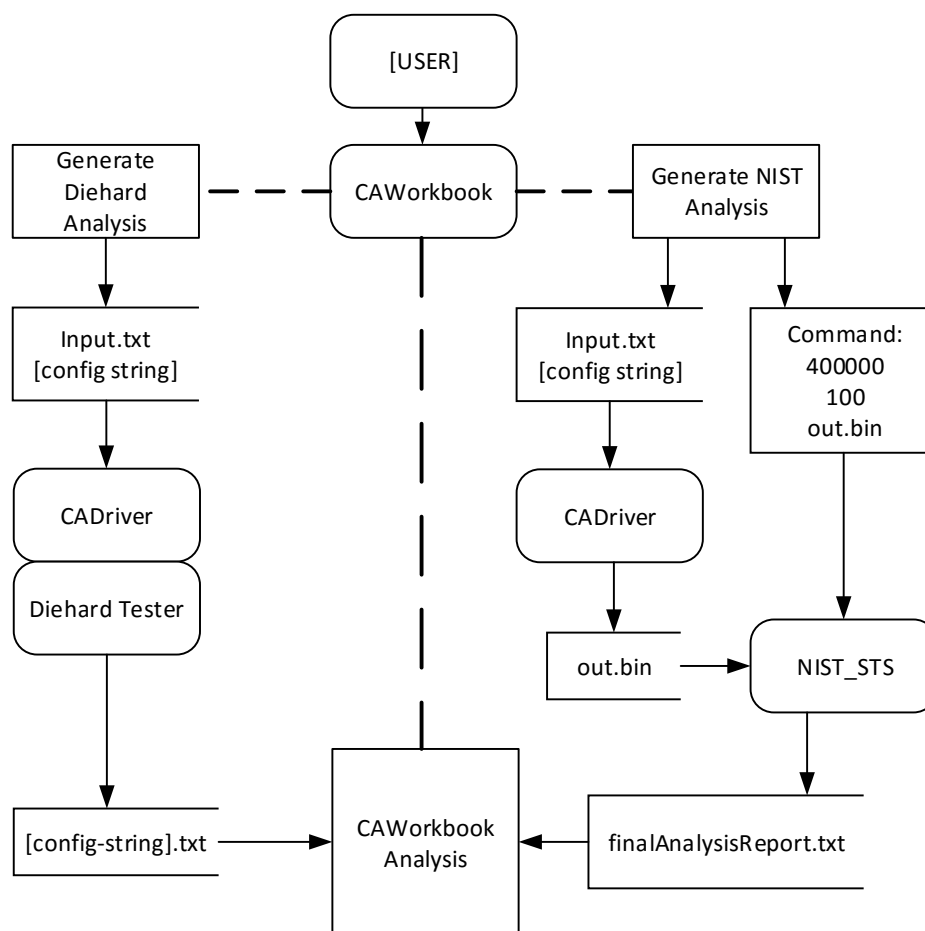 [USER]
Generate
Diehard
Analysis
CAWorkbook
Generate NIST
Analysis
Input.txt
[config string]
Input.txt
[config string]
Command:
400000
100
out.bin
CADriver
Diehard Tester
CADriver
out.bin
NIST_STS
[config-string].txt
CAWorkbook
Analysis
finalAnalysisReport.txt